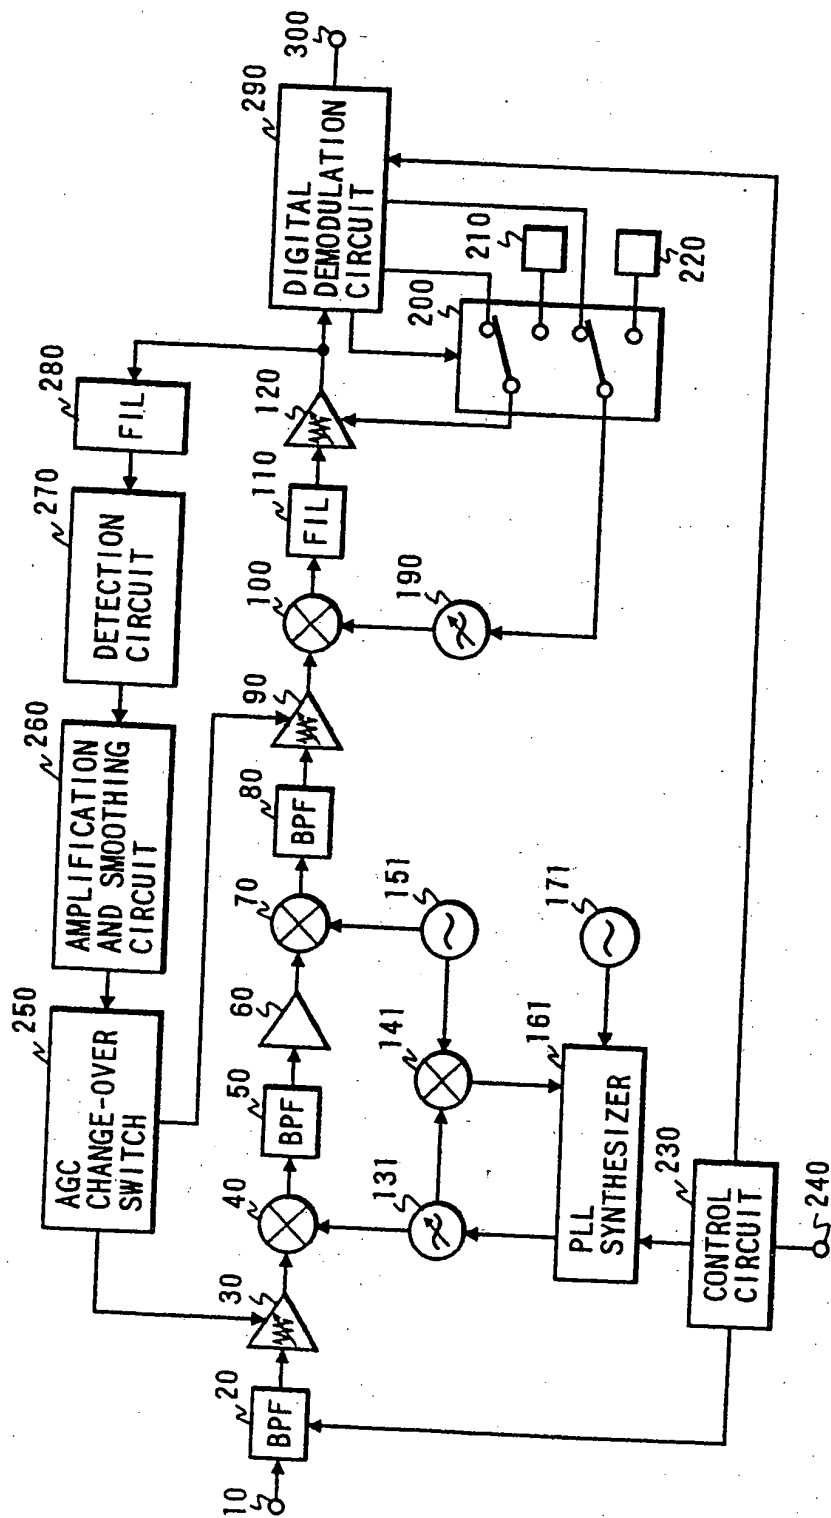 250
AGC
CHANGE-OVER
SWITCH
260
AMPLIFICATION
AND SMOOTHING
CIRCUIT
270
DETECTION
CIRCUIT
280
FIL
10
20
BPF
30
40
50
BPF
60
70
80
BPF
90
100
110
FIL
120
290
DIGITAL
DEMODULATION
CIRCUIT
300
131
141
151
190
200
210
220
161
PLL
SYNTHESIZER
171
230
CONTROL
CIRCUIT
240